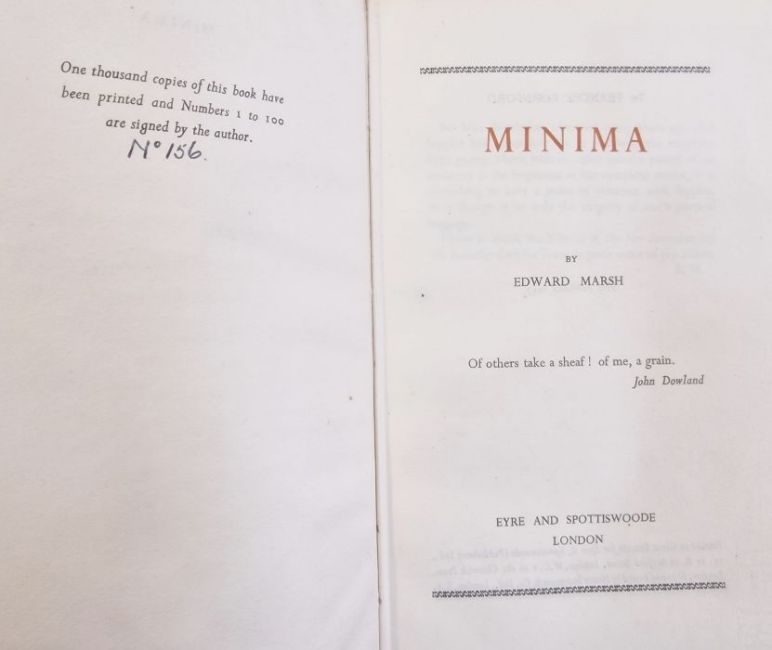 One thousand copies of this book have
been printed and Numbers 1 to 100
are signed by the author.
Nº 156.
MINIMA
BY
EDWARD MARSH
Of others take a sheaf ! of me, a grain.
John Dowland
EYRE AND SPOTTISWOODE
LONDON